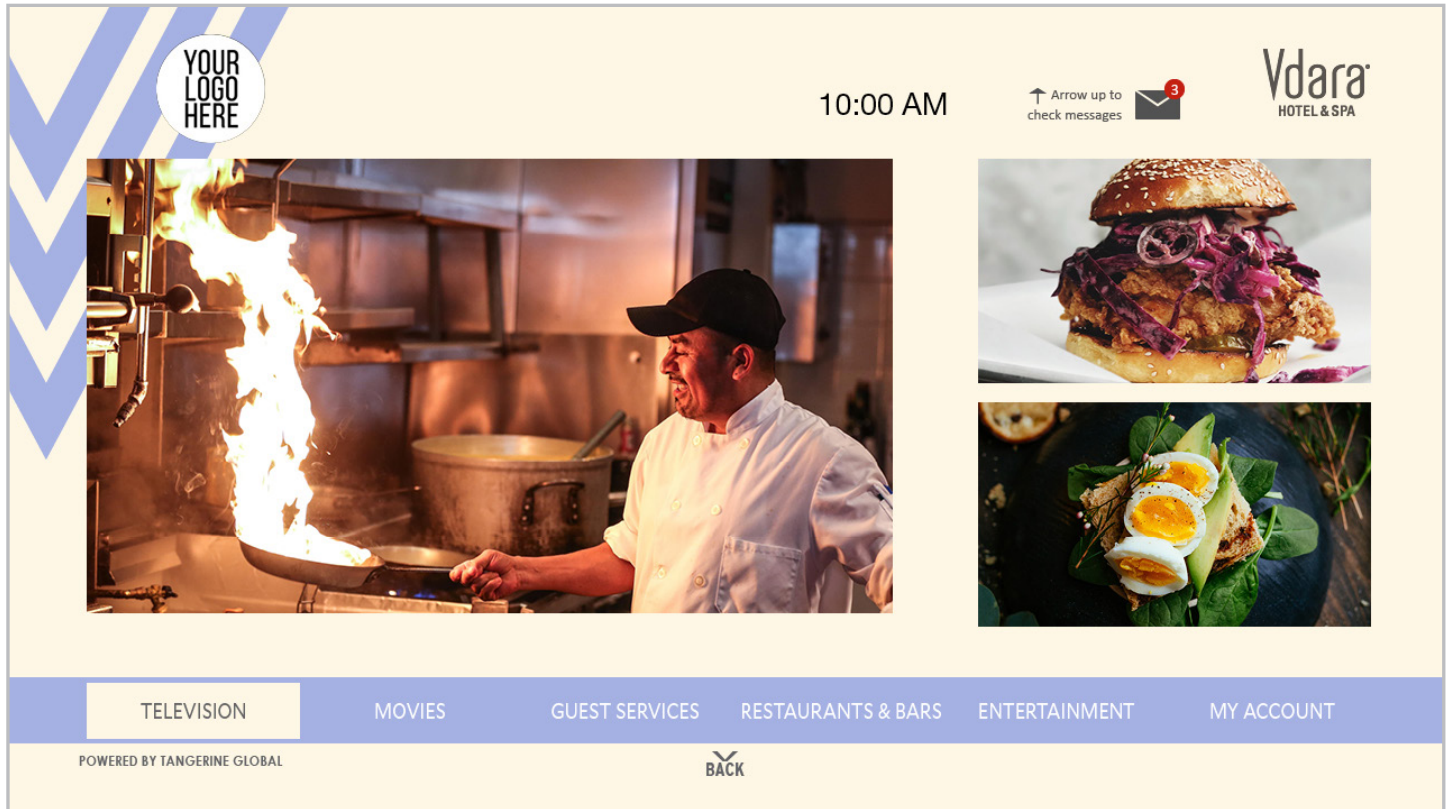 YOUR
LOGO
HERE
10:00 AM
Arrow up to
check messages
3
Vdara
HOTEL & SPA
TELEVISION
MOVIES
GUEST SERVICES
RESTAURANTS & BARS
ENTERTAINMENT
MY ACCOUNT
POWERED BY TANGERINE GLOBAL
BACK